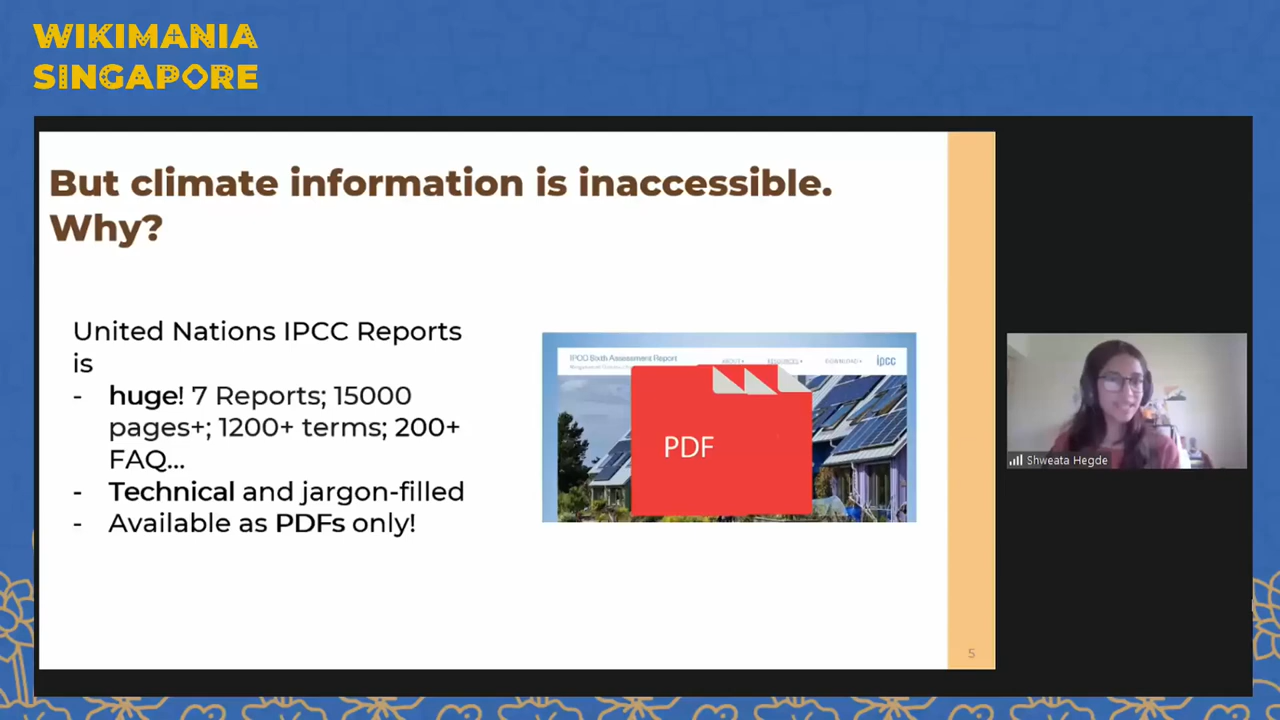 WIKIMANIA
SINGAPORE
But climate information is inaccessible.
Why?
United Nations IPCC Reports
is
- huge! 7 Reports; 15000
pages+; 1200+ terms; 200+
FAQ...
- Technical and jargon-filled
- Available as PDFs only!
IPCC Sixth Assessment Report
ABOUT
RESOURCES
DOWNLOAD
ipcc
PDF
Shweata Hegde
5